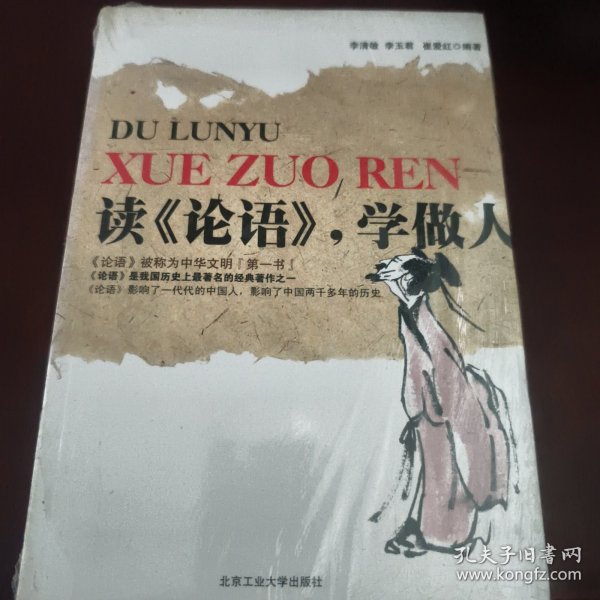 李清敏 李玉君 崔爱红◎编著
DU LUNYU
XUE ZUO REN
读《论语》，学做人
《论语》被称为中华文明『第一书』
《论语》是我国历史上最著名的经典著作之一
《论语》影响了一代代的中国人，影响了中国两千多年的历史
北京工业大学出版社
孔夫子旧书网
www.kongfz.com